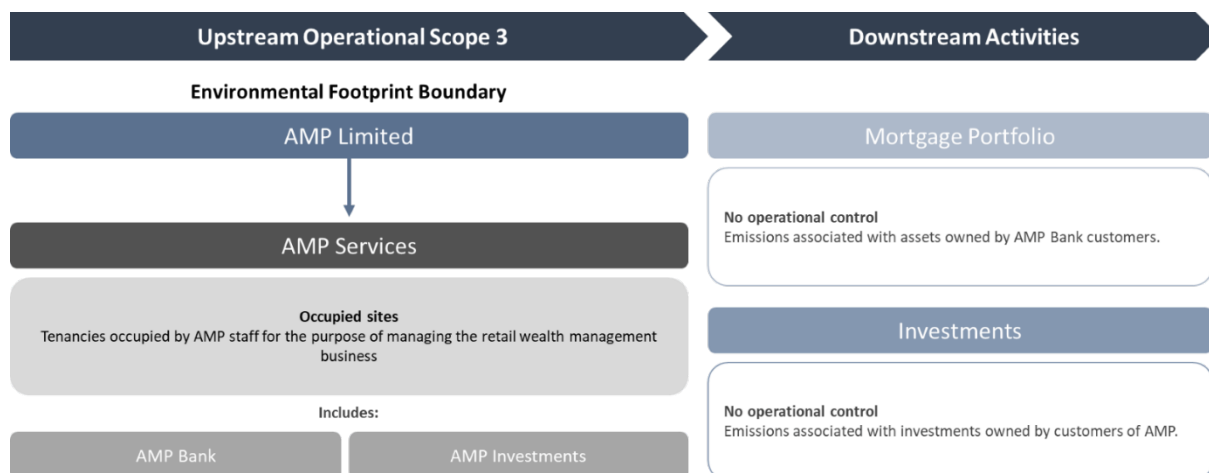 Upstream Operational Scope 3
Downstream Activities
Environmental Footprint Boundary
AMP Limited
AMP Services
Occupied sites
Tenancies occupied by AMP staff for the purpose of managing the retail wealth management
business
Includes:
AMP Bank
AMP Investments
Mortgage Portfolio
No operational control
Emissions associated with assets owned by AMP Bank customers.
Investments
No operational control
Emissions associated with investments owned by customers of AMP.